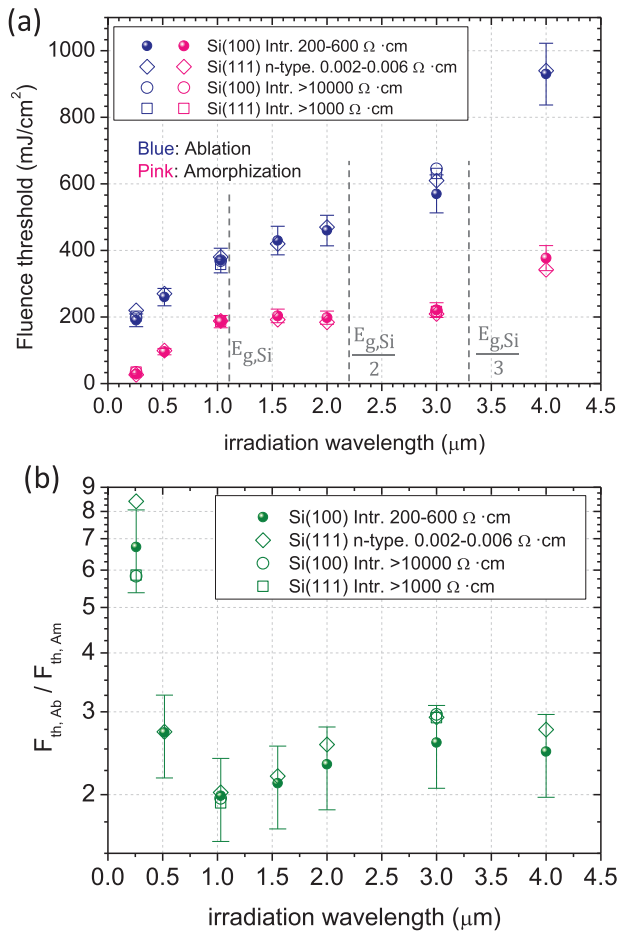 (a)
1000
800
600
400
200
0
Fluence threshold (mJ/cm²)
Si(100) Intr. 200-600 Ω ·cm
Si(111) n-type. 0.002-0.006 Ω ·cm
Si(100) Intr. >10000 Ω ·cm
Si(111) Intr. >1000 Ω ·cm
Blue: Ablation
Pink: Amorphization
E_g,Si
E_g,Si
2
E_g,Si
3
0.0 0.5 1.0 1.5 2.0 2.5 3.0 3.5 4.0 4.5
irradiation wavelength (μm)
(b)
9
8
7
6
5
4
3
2
F_th, Ab / F_th, Am
Si(100) Intr. 200-600 Ω ·cm
Si(111) n-type. 0.002-0.006 Ω ·cm
Si(100) Intr. >10000 Ω ·cm
Si(111) Intr. >1000 Ω ·cm
0.0 0.5 1.0 1.5 2.0 2.5 3.0 3.5 4.0 4.5
irradiation wavelength (μm)